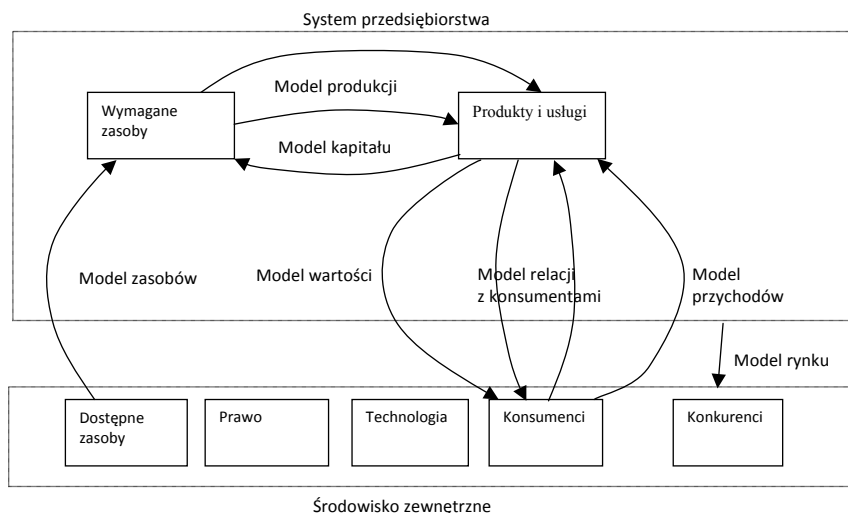 System przedsiębiorstwa
Model produkcji
Wymagane
zasoby
Produkty i usługi
Model kapitału
Model zasobów
Model wartości
Model relacji
z konsumentami
Model
przychodów
Model rynku
Dostępne
zasoby
Prawo
Technologia
Konsumenci
Konkurenci
Środowisko zewnętrzne